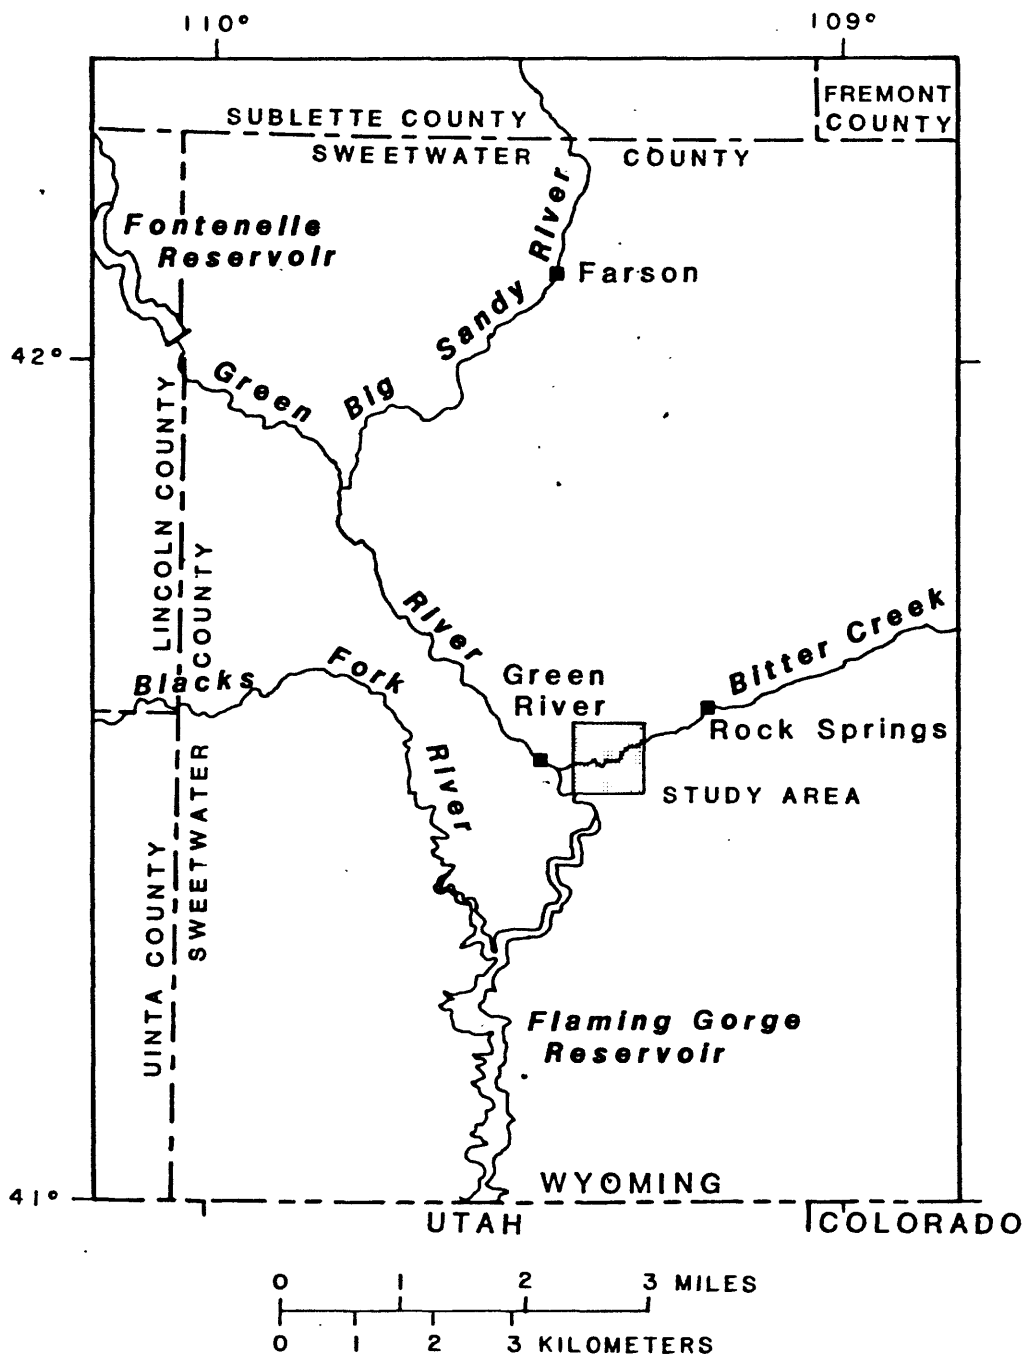 110° 109°
FREMONT
COUNTY
SUBLETTE COUNTY
SWEETWATER COUNTY
Fontenelle
Reservoir
Big Sandy River
Farson
42°
Green River
LINCOLN COUNTY
SWEETWATER COUNTY
Blacks Fork River
Green
River
Bitter Creek
Rock Springs
STUDY AREA
UINTA COUNTY
Flaming Gorge
Reservoir
41°
WYOMING
UTAH
COLORADO
0 1 2 3 MILES
0 1 2 3 KILOMETERS